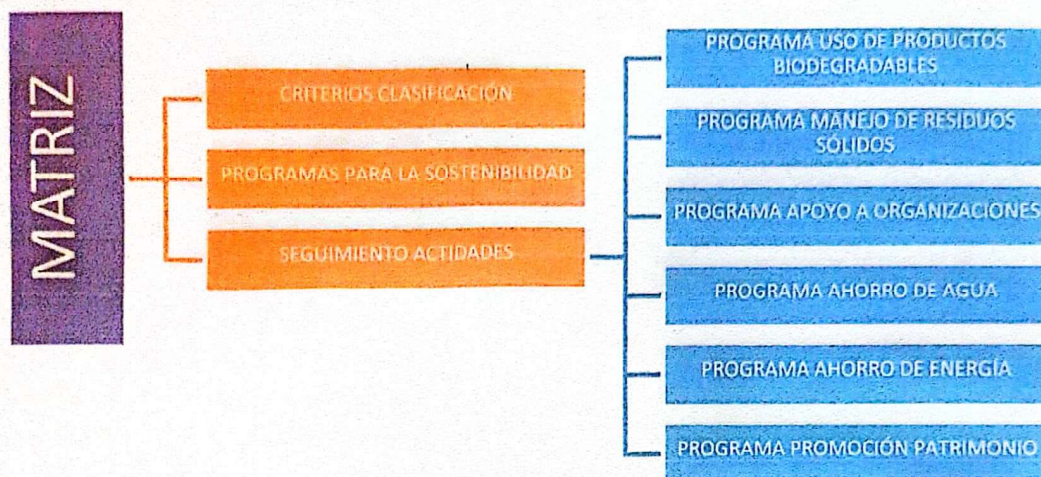 MATRIZ
CRITERIOS CLASIFICACIÓN
PROGRAMAS PARA LA SOSTENIBILIDAD
SEGUIMIENTO ACTIDADES
PROGRAMA USO DE PRODUCTOS
BIODEGRADABLES
PROGRAMA MANEJO DE RESIDUOS
SÓLIDOS
PROGRAMA APOYO A ORGANIZACIONES
PROGRAMA AHORRO DE AGUA
PROGRAMA AHORRO DE ENERGÍA
PROGRAMA PROMOCIÓN PATRIMONIO